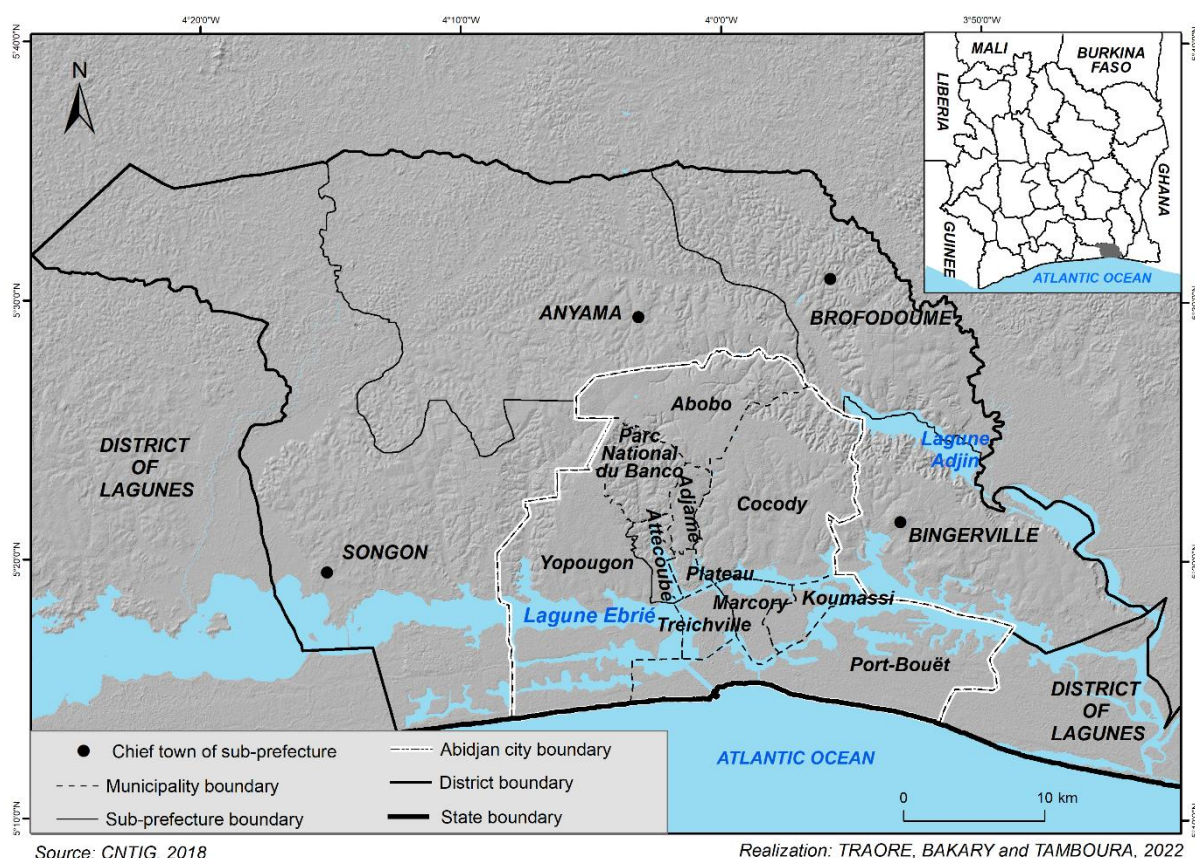 4°20'0"W
4°10'0"W
4°0'0"W
3°50'0"W
5°40'0"N
5°30'0"N
5°20'0"N
5°10'0"N
N
MALI
BURKINA
FASO
LIBERIA
GHANA
GUINEE
ATLANTIC OCEAN
ANYAMA
BROFODOUME
Abobo
Parc
National
du Banco
Adjamé
Lagune
Adjin
DISTRICT
OF
LAGUNES
Cocody
BINGERVILLE
SONGON
Yopougon
Attécoubé
Plateau
Lagune Ebrié
Marcory
Koumassi
Treichville
Port-Bouët
DISTRICT
OF
LAGUNES
ATLANTIC OCEAN
Chief town of sub-prefecture
Abidjan city boundary
Municipality boundary
District boundary
Sub-prefecture boundary
State boundary
0 10 km
Source: CNTIG, 2018
Realization: TRAORE, BAKARY and TAMBOURA, 2022